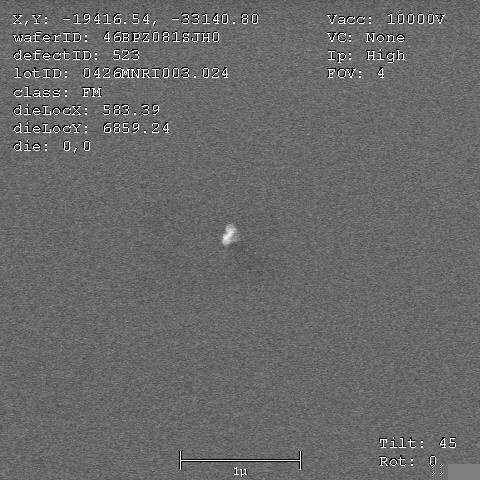 X,Y: -19416.54, -33140.80
waferID: 46BPZ081SJH0
defectID: 523
lotID: 0426MNRI003.024
class: FM
dieLocX: 583.39
dieLocY: 6859.24
die: 0,0
Vacc: 10000V
VC: None
Ip: High
FOV: 4
Tilt: 45
Rot: 0.
1µ